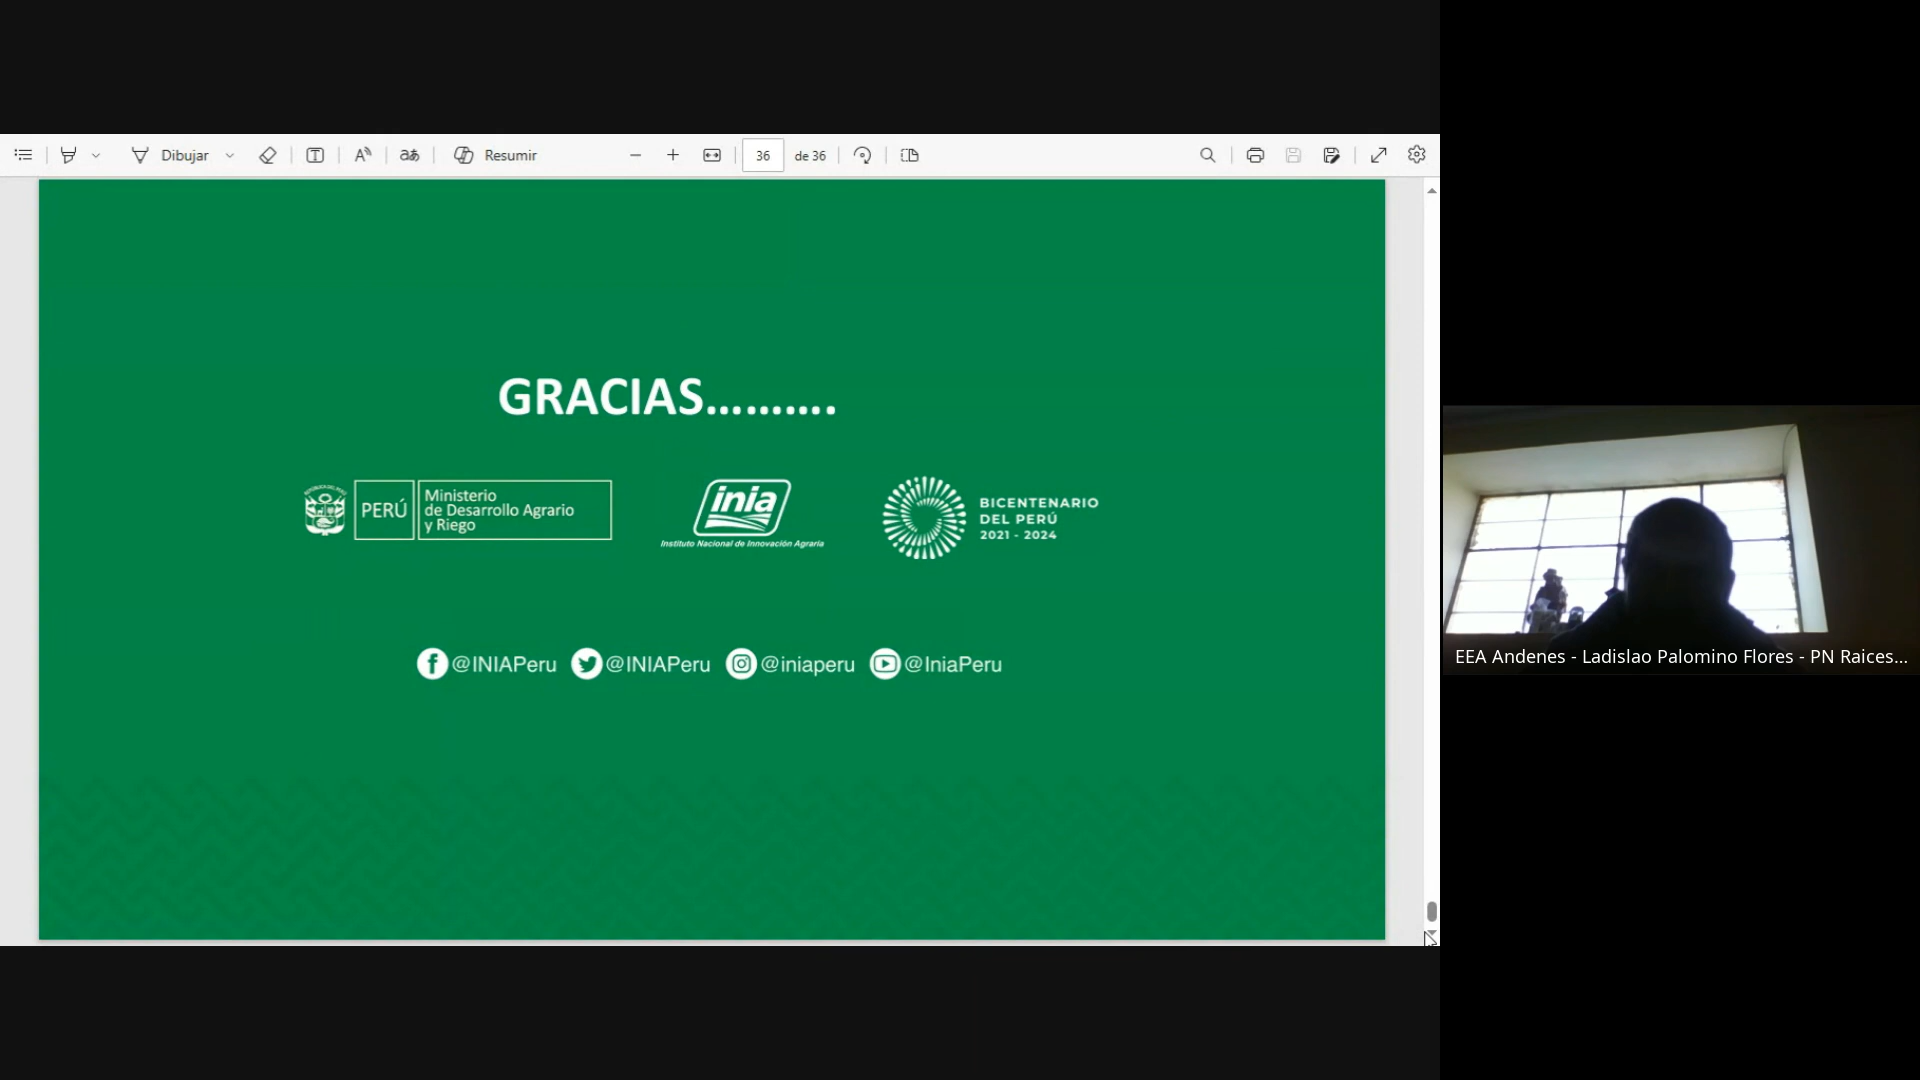 Dibujar
Resumir
36 de 36
GRACIAS..........
PERÚ
Ministerio
de Desarrollo Agrario
y Riego
inia
Instituto Nacional de Innovación Agraria
BICENTENARIO
DEL PERÚ
2021 - 2024
@INIAPeru @INIAPeru @iniaperu @IniaPeru
EEA Andenes - Ladislao Palomino Flores - PN Raices...